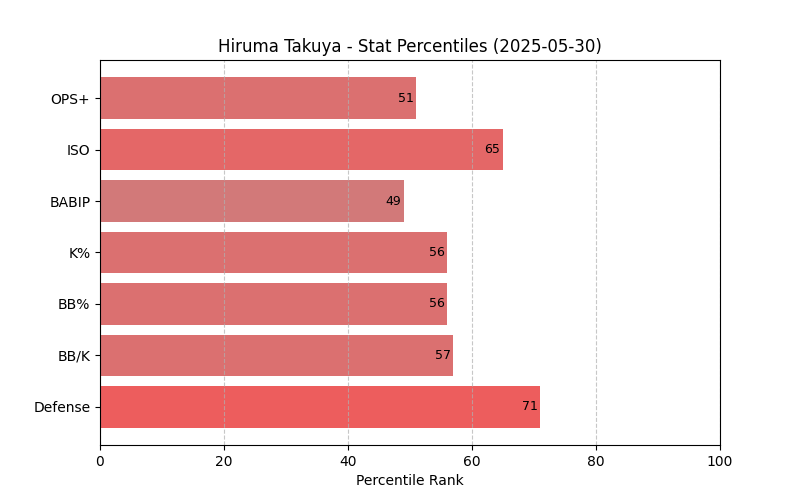 Hiruma Takuya - Stat Percentiles (2025-05-30)
OPS+ 51
ISO 65
BABIP 49
K% 56
BB% 56
BB/K 57
Defense 71
0 20 40 60 80 100
Percentile Rank